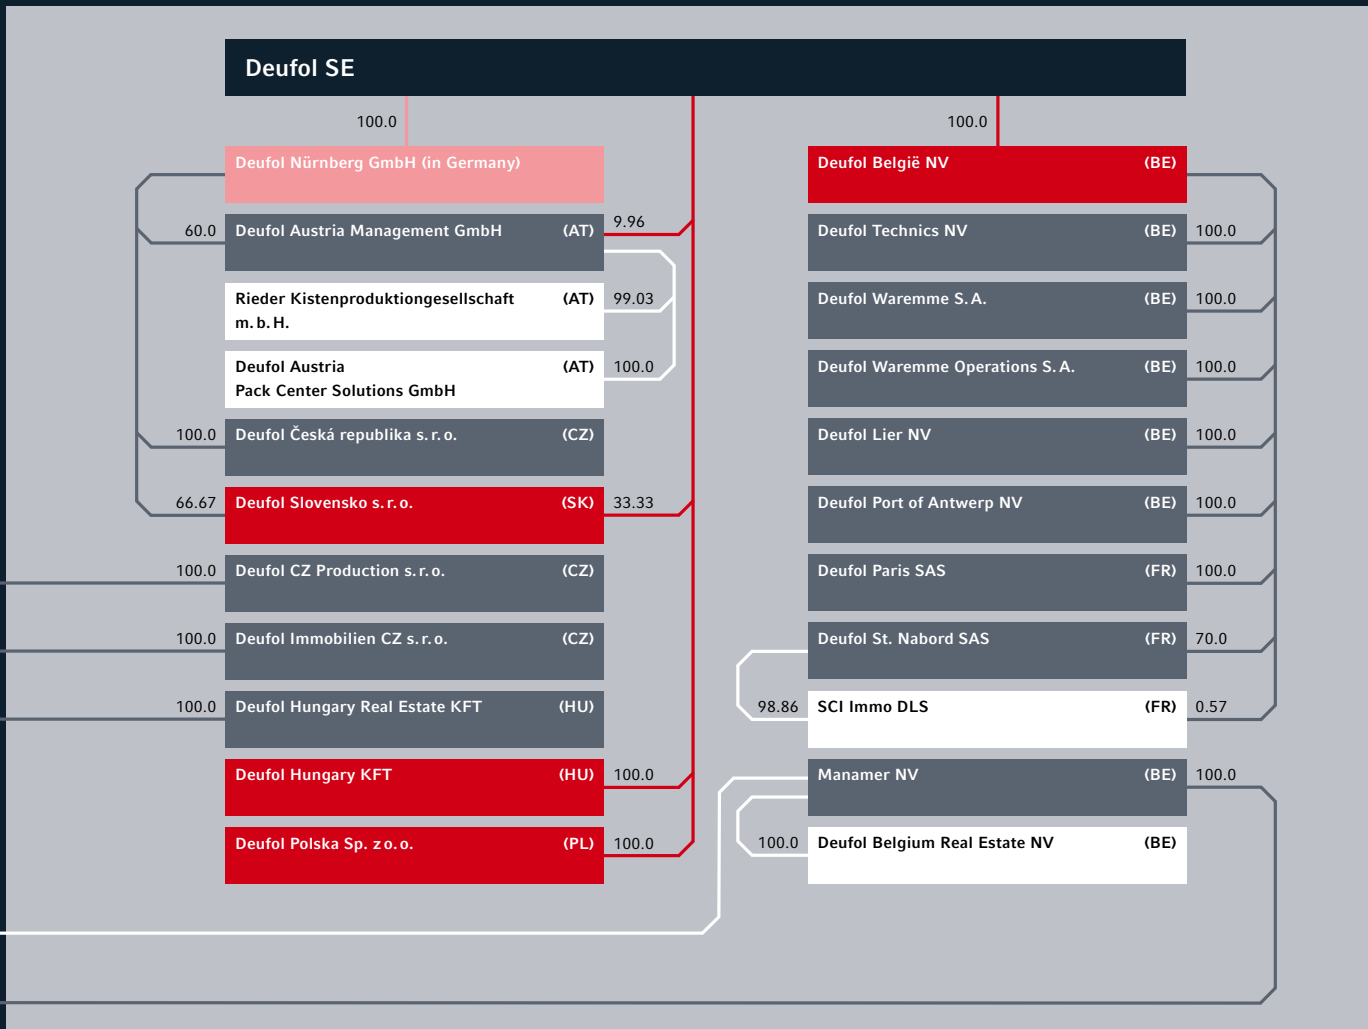 Deufol SE
100.0
Deufol Nürnberg GmbH (in Germany)
60.0 Deufol Austria Management GmbH (AT) 9.96
Rieder Kistenproduktiongesellschaft (AT) 99.03
m. b. H.
Deufol Austria (AT) 100.0
Pack Center Solutions GmbH
100.0 Deufol Česká republika s. r. o. (CZ)
66.67 Deufol Slovensko s. r. o. (SK) 33.33
100.0 Deufol CZ Production s. r. o. (CZ)
100.0 Deufol Immobilien CZ s. r. o. (CZ)
100.0 Deufol Hungary Real Estate KFT (HU)
Deufol Hungary KFT (HU) 100.0
Deufol Polska Sp. z o. o. (PL) 100.0
100.0
Deufol België NV (BE)
Deufol Technics NV (BE) 100.0
Deufol Waremme S. A. (BE) 100.0
Deufol Waremme Operations S. A. (BE) 100.0
Deufol Lier NV (BE) 100.0
Deufol Port of Antwerp NV (BE) 100.0
Deufol Paris SAS (FR) 100.0
Deufol St. Nabord SAS (FR) 70.0
98.86 SCI Immo DLS (FR) 0.57
Manamer NV (BE) 100.0
100.0 Deufol Belgium Real Estate NV (BE)